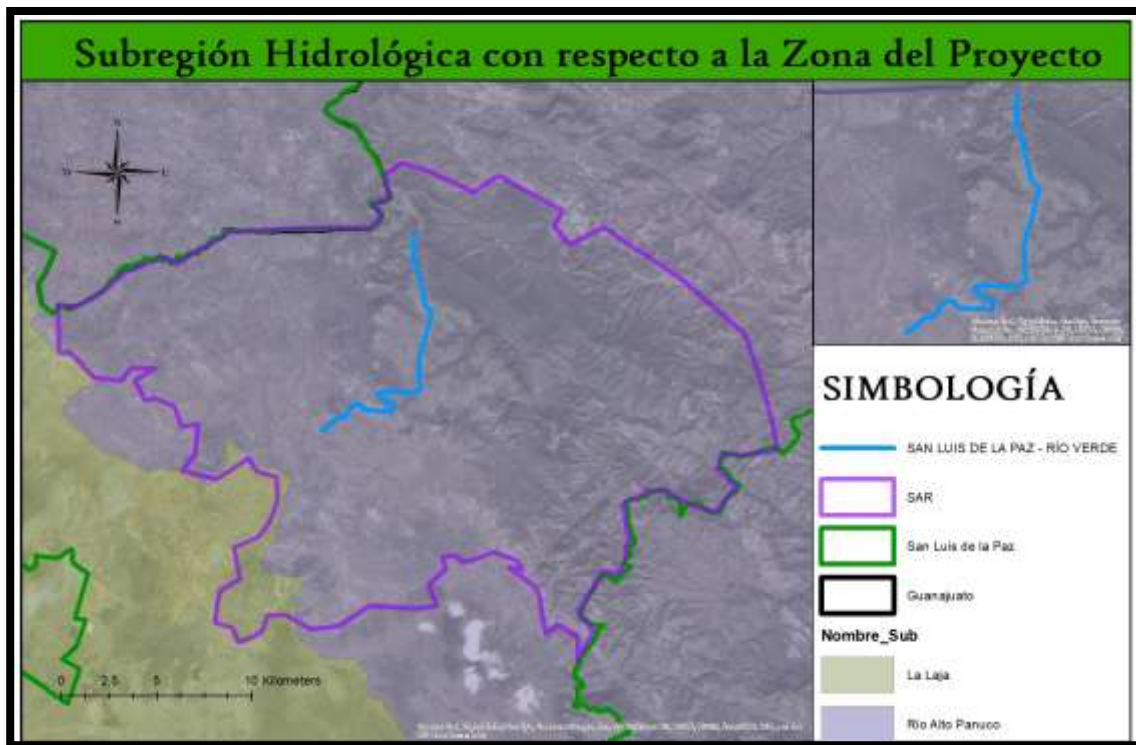 Subregión Hidrológica con respecto a la Zona del Proyecto
N
W
0 2.5 5 10 Kilometers
SIMBOLOGÍA
SAN LUIS DE LA PAZ - RÍO VERDE
SAR
San Luis de la Paz
Guanajuato
Nombre_Sub
La Laja
Río Alto Panuco